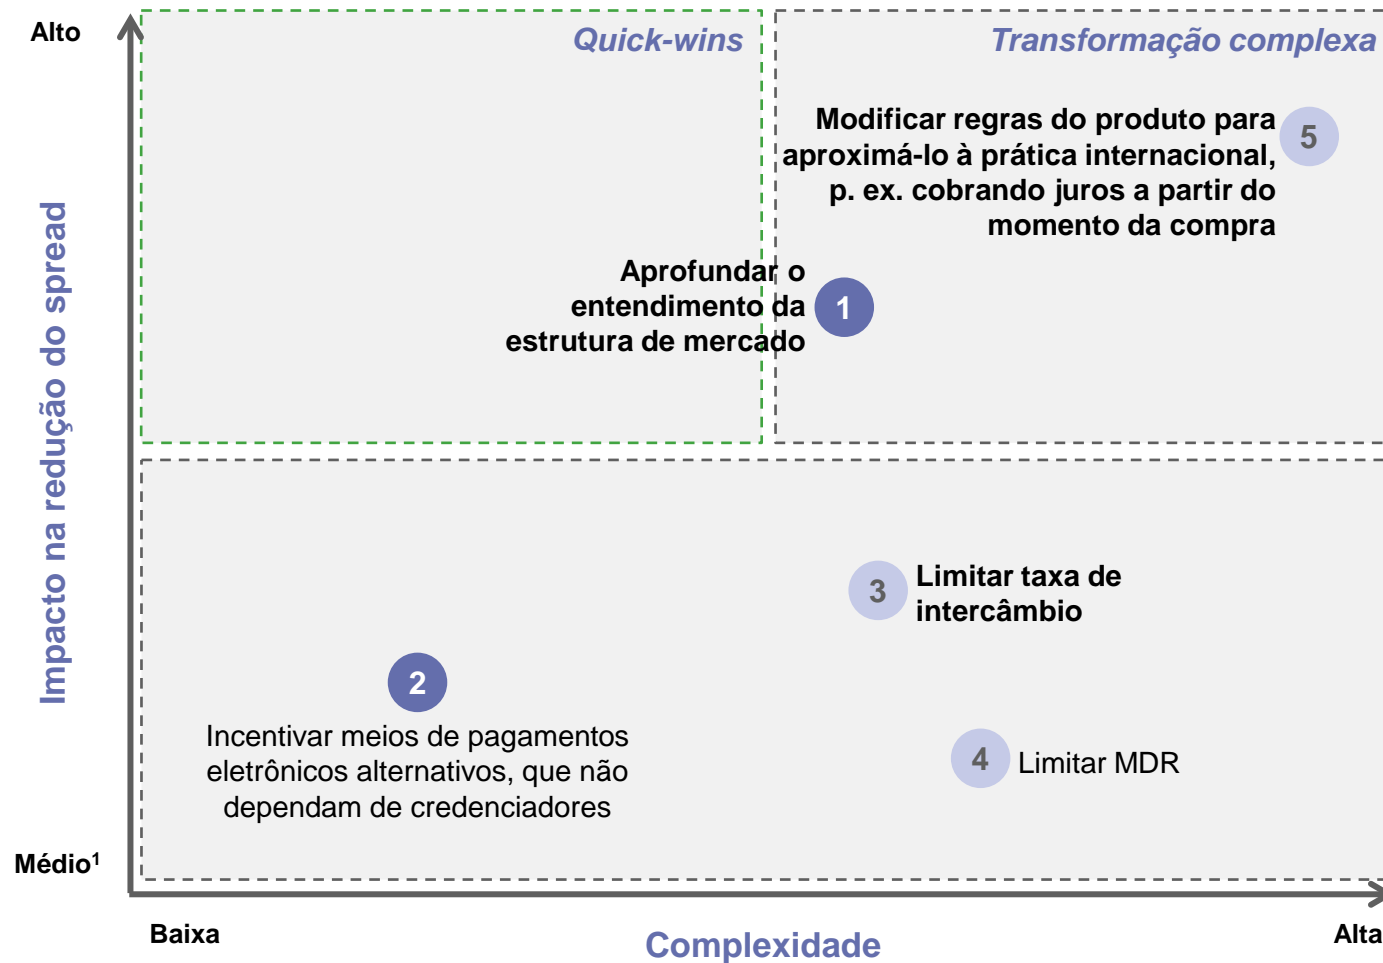 Alto
Quick-wins
Transformação complexa
Modificar regras do produto para
aproximá-lo à prática internacional,
p. ex. cobrando juros a partir do
momento da compra
5
Aprofundar o
entendimento da
estrutura de mercado
1
Impacto na redução do spread
3
Limitar taxa de
intercâmbio
2
Incentivar meios de pagamentos
eletrônicos alternativos, que não
dependam de credenciadores
4
Limitar MDR
Médio¹
Baixa
Complexidade
Alta